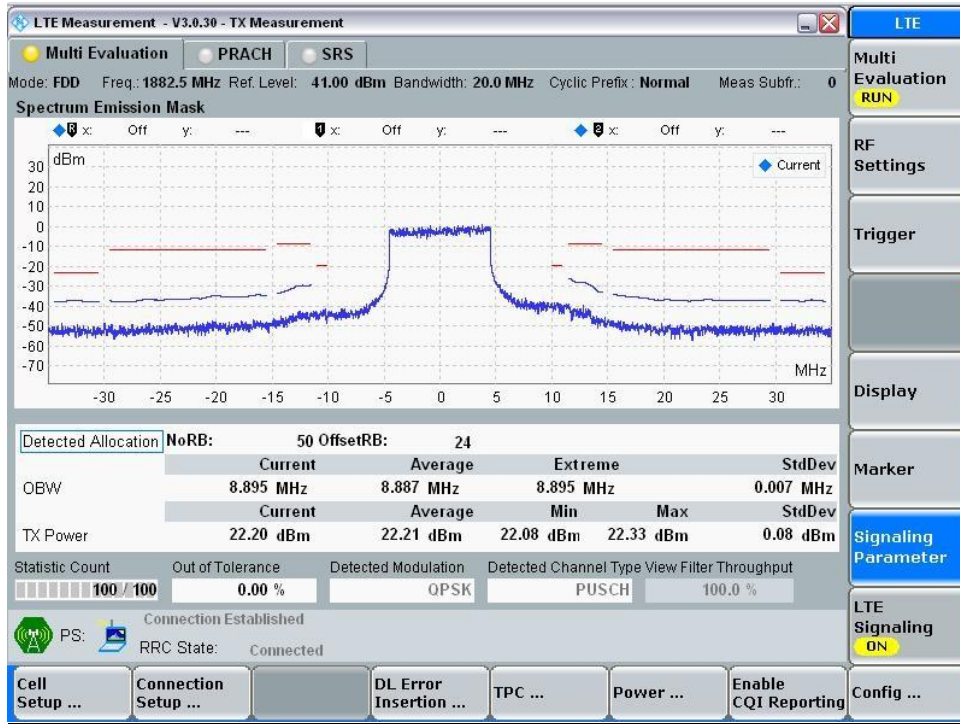 LTE Measurement - V3.0.30 - TX Measurement
LTE
Multi Evaluation PRACH SRS
Multi Evaluation RUN
Mode: FDD Freq.: 1882.5 MHz Ref. Level: 41.00 dBm Bandwidth: 20.0 MHz Cyclic Prefix: Normal Meas Subfr.: 0
Spectrum Emission Mask
R x: Off y: --- 1 x: Off y: --- 2 x: Off y: ---
dBm
Current
30
20
10
0
-10
-20
-30
-40
-50
-60
-70
MHz
-30 -25 -20 -15 -10 -5 0 5 10 15 20 25 30
RF Settings
Trigger
Display
Detected Allocation NoRB: 50 OffsetRB: 24
Current Average Extreme StdDev
OBW 8.895 MHz 8.887 MHz 8.895 MHz 0.007 MHz
Current Average Min Max StdDev
TX Power 22.20 dBm 22.21 dBm 22.08 dBm 22.33 dBm 0.08 dBm
Marker
Signaling Parameter
Statistic Count Out of Tolerance Detected Modulation Detected Channel Type View Filter Throughput
100 / 100 0.00 % QPSK PUSCH 100.0 %
PS: Connection Established
RRC State: Connected
LTE Signaling ON
Cell Setup ... Connection Setup ... DL Error Insertion ... TPC ... Power ... Enable CQI Reporting Config ...